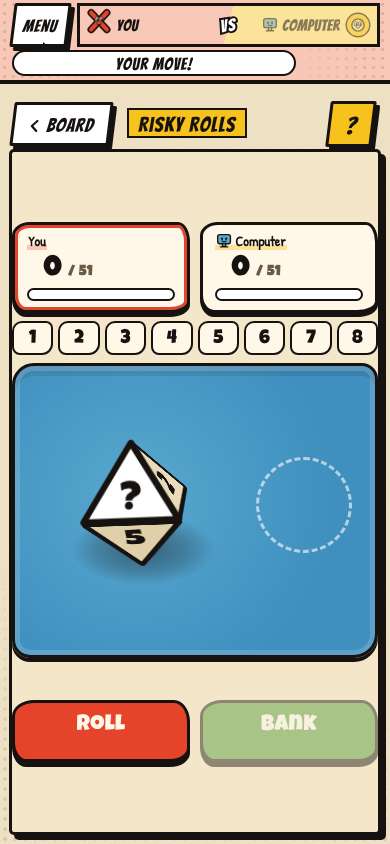 MENU
YOU
VS
COMPUTER
YOUR MOVE!
< BOARD
RISKY ROLLS
?
You
0 / 51
Computer
0 / 51
1 2 3 4 5 6 7 8
?
5
ROLL
BANK